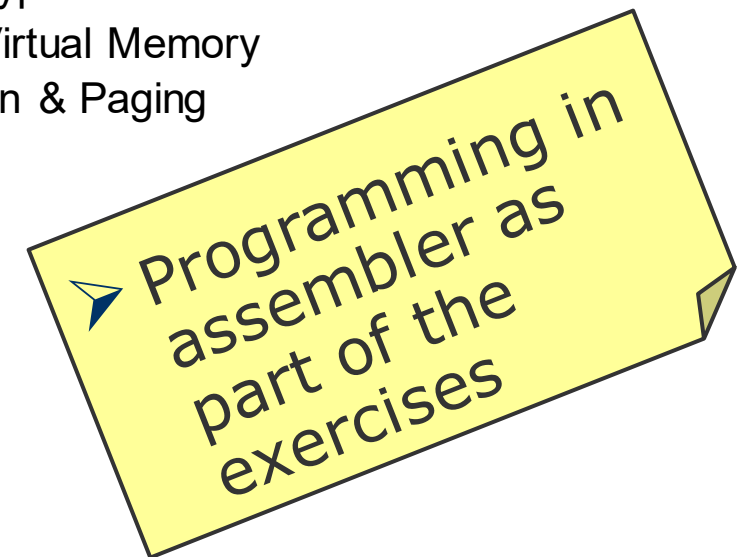 Virtual Memory
& Paging
Programming in
assembler as
part of the
exercises